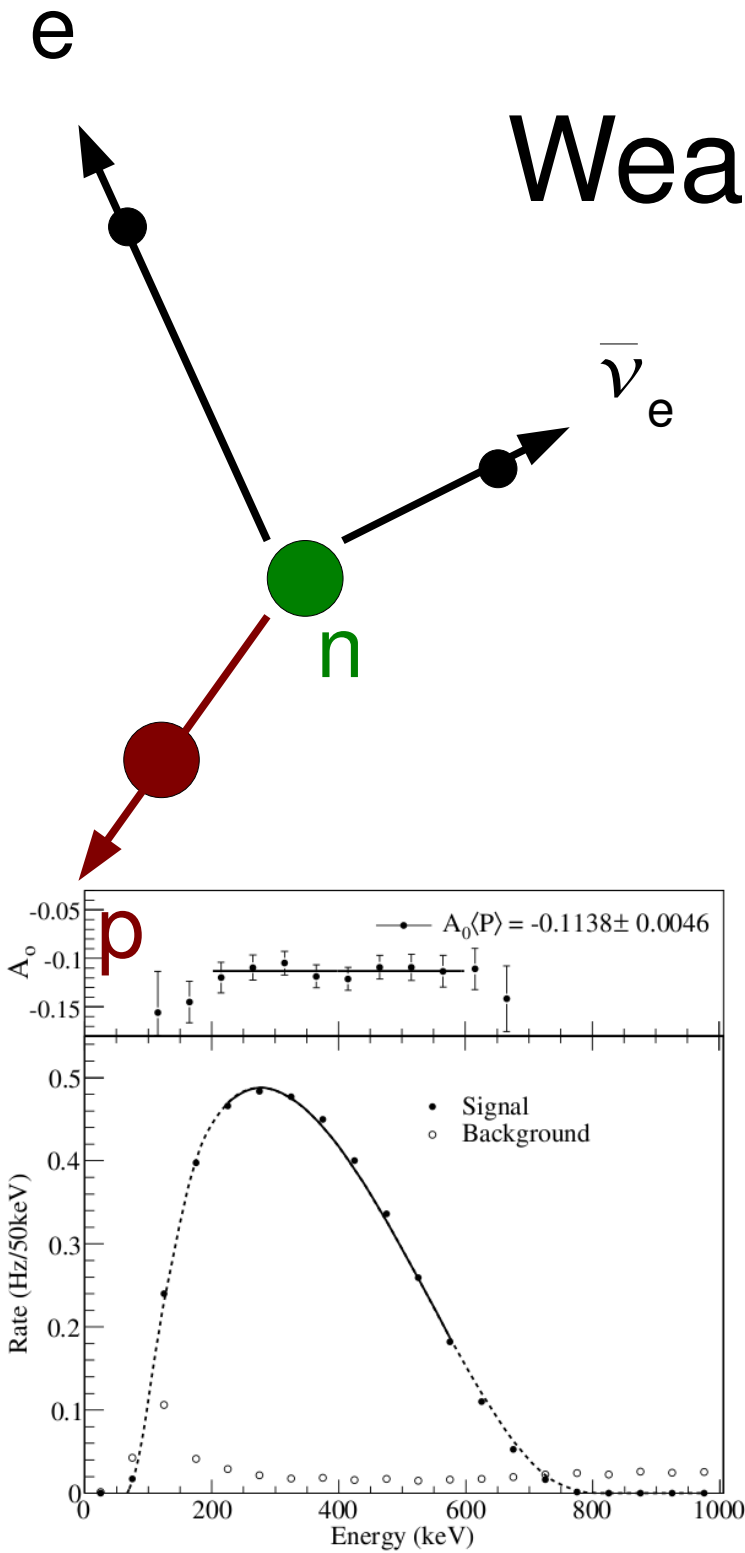 e
Wea
ν̅e
n
p
-0.05
-0.1
-0.15
Ao
A0⟨P⟩ = -0.1138± 0.0046
0.5
0.4
0.3
0.2
0.1
0
Rate (Hz/50keV)
Signal
Background
0 200 400 600 800 1000
Energy (keV)